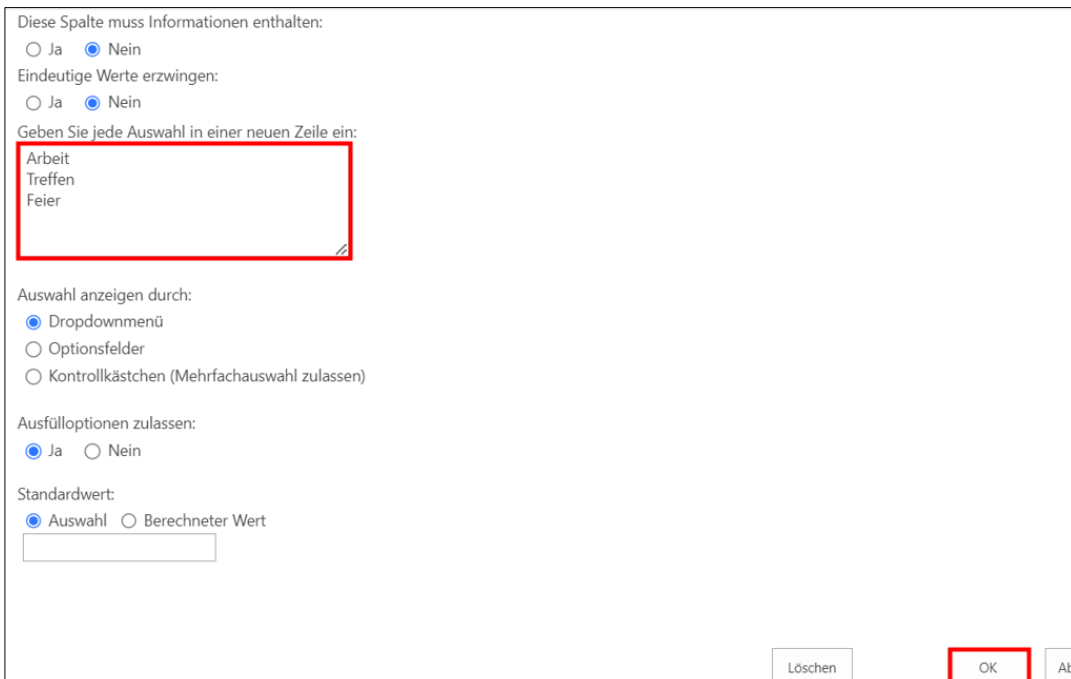 Diese Spalte muss Informationen enthalten:
Ja Nein
Eindeutige Werte erzwingen:
Ja Nein
Geben Sie jede Auswahl in einer neuen Zeile ein:
Arbeit
Treffen
Feier
Auswahl anzeigen durch:
Dropdownmenü
Optionsfelder
Kontrollkästchen (Mehrfachauswahl zulassen)
Ausfülloptionen zulassen:
Ja Nein
Standardwert:
Auswahl Berechneter Wert
Löschen OK Ab